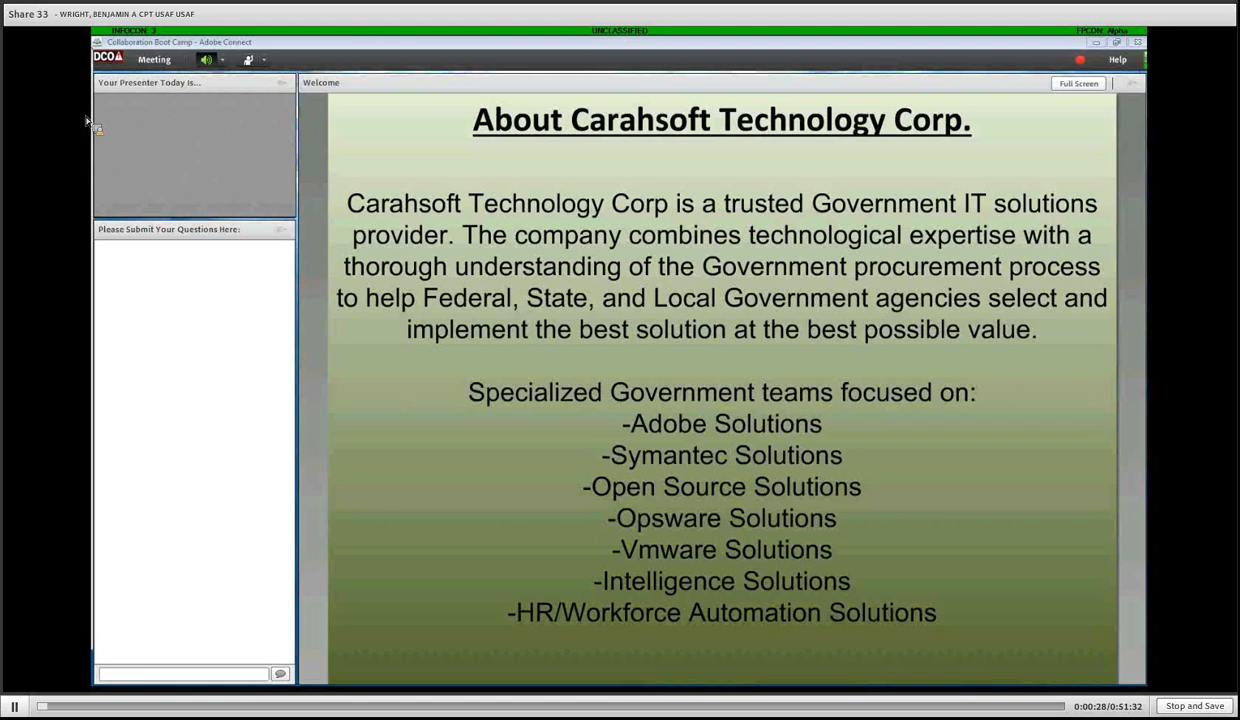 Share 33 - WRIGHT, BENJAMIN A CPT USAF USAF
INFOCON: 3 UNCLASSIFIED FPCON: Alpha
Collaboration Boot Camp - Adobe Connect
DCO Meeting Help
Your Presenter Today Is...
Please Submit Your Questions Here:
Welcome Full Screen
About Carahsoft Technology Corp.
Carahsoft Technology Corp is a trusted Government IT solutions
provider. The company combines technological expertise with a
thorough understanding of the Government procurement process
to help Federal, State, and Local Government agencies select and
implement the best solution at the best possible value.
Specialized Government teams focused on:
-Adobe Solutions
-Symantec Solutions
-Open Source Solutions
-Opsware Solutions
-Vmware Solutions
-Intelligence Solutions
-HR/Workforce Automation Solutions
0:00:28/0:51:32 Stop and Save